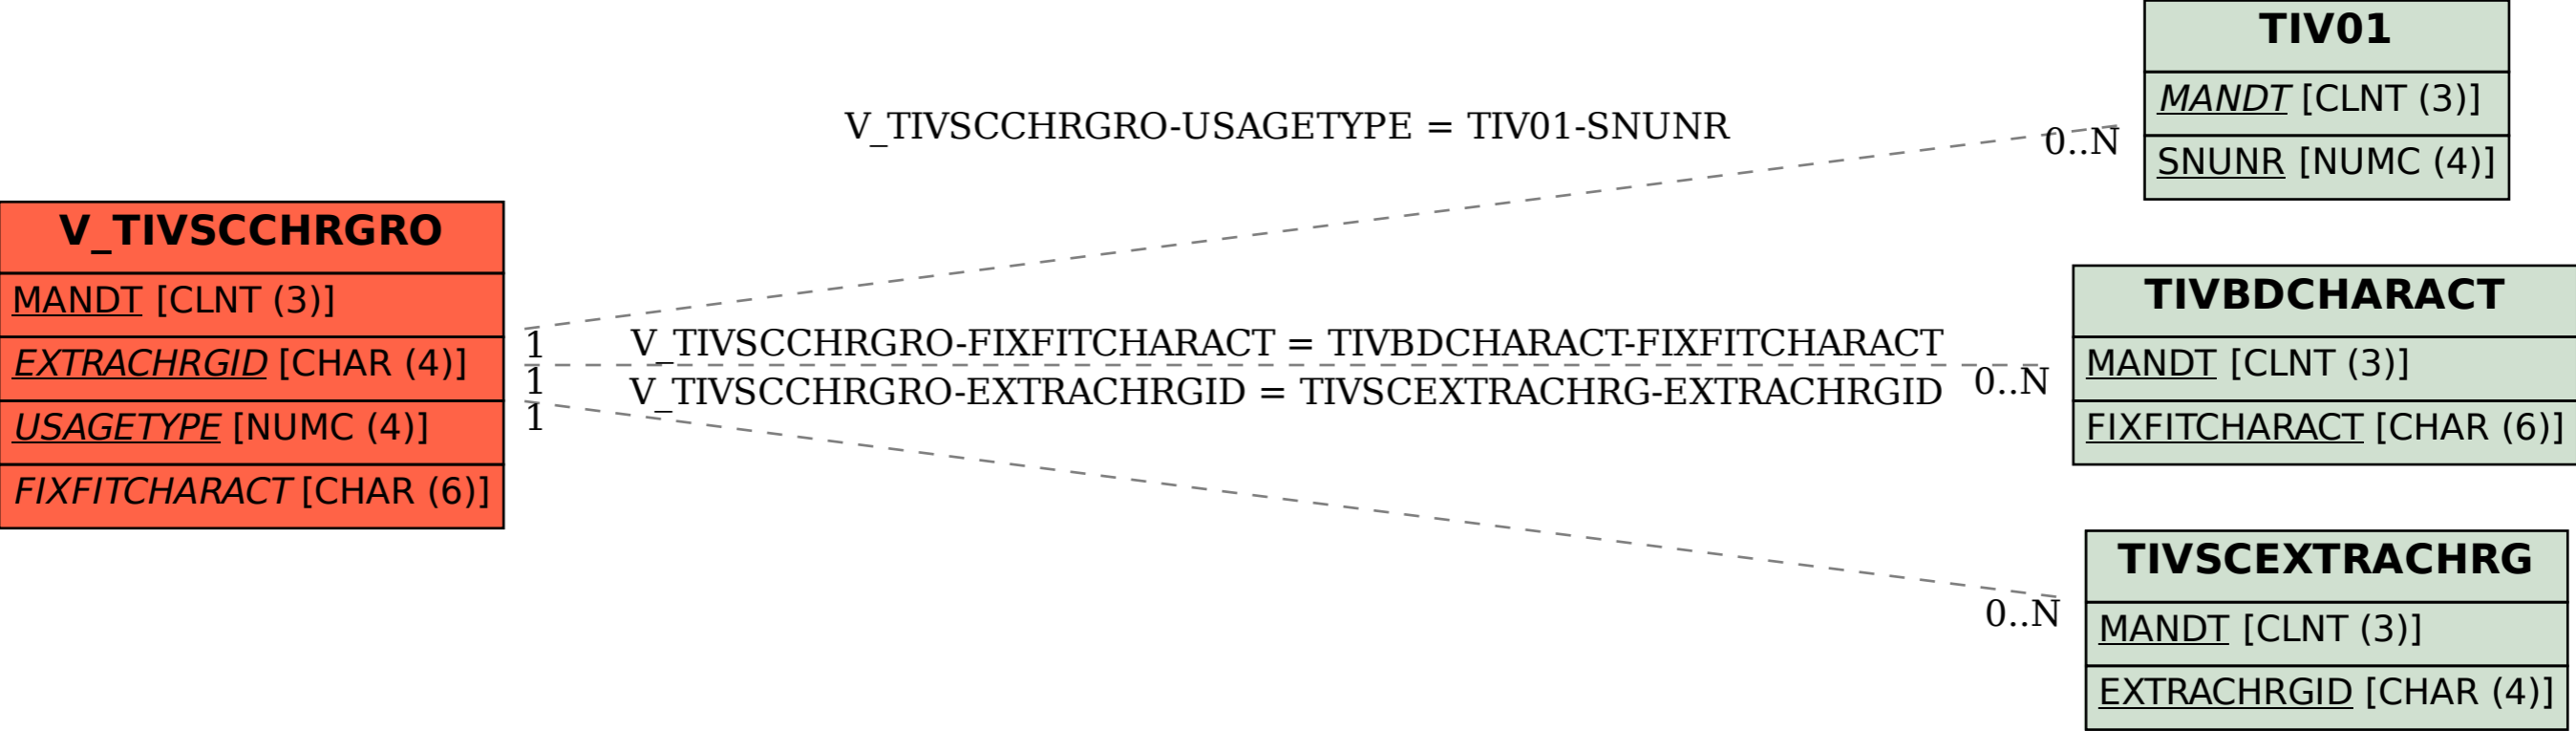 V_TIVSCCHRGRO
MANDT [CLNT (3)]
EXTRACHRGID [CHAR (4)]
USAGETYPE [NUMC (4)]
FIXFITCHARACT [CHAR (6)]
V_TIVSCCHRGRO-USAGETYPE = TIV01-SNUNR
1
0..N
V_TIVSCCHRGRO-FIXFITCHARACT = TIVBDCHARACT-FIXFITCHARACT
1
0..N
V_TIVSCCHRGRO-EXTRACHRGID = TIVSCEXTRACHRG-EXTRACHRGID
1
0..N
TIV01
MANDT [CLNT (3)]
SNUNR [NUMC (4)]
TIVBDCHARACT
MANDT [CLNT (3)]
FIXFITCHARACT [CHAR (6)]
TIVSCEXTRACHRG
MANDT [CLNT (3)]
EXTRACHRGID [CHAR (4)]